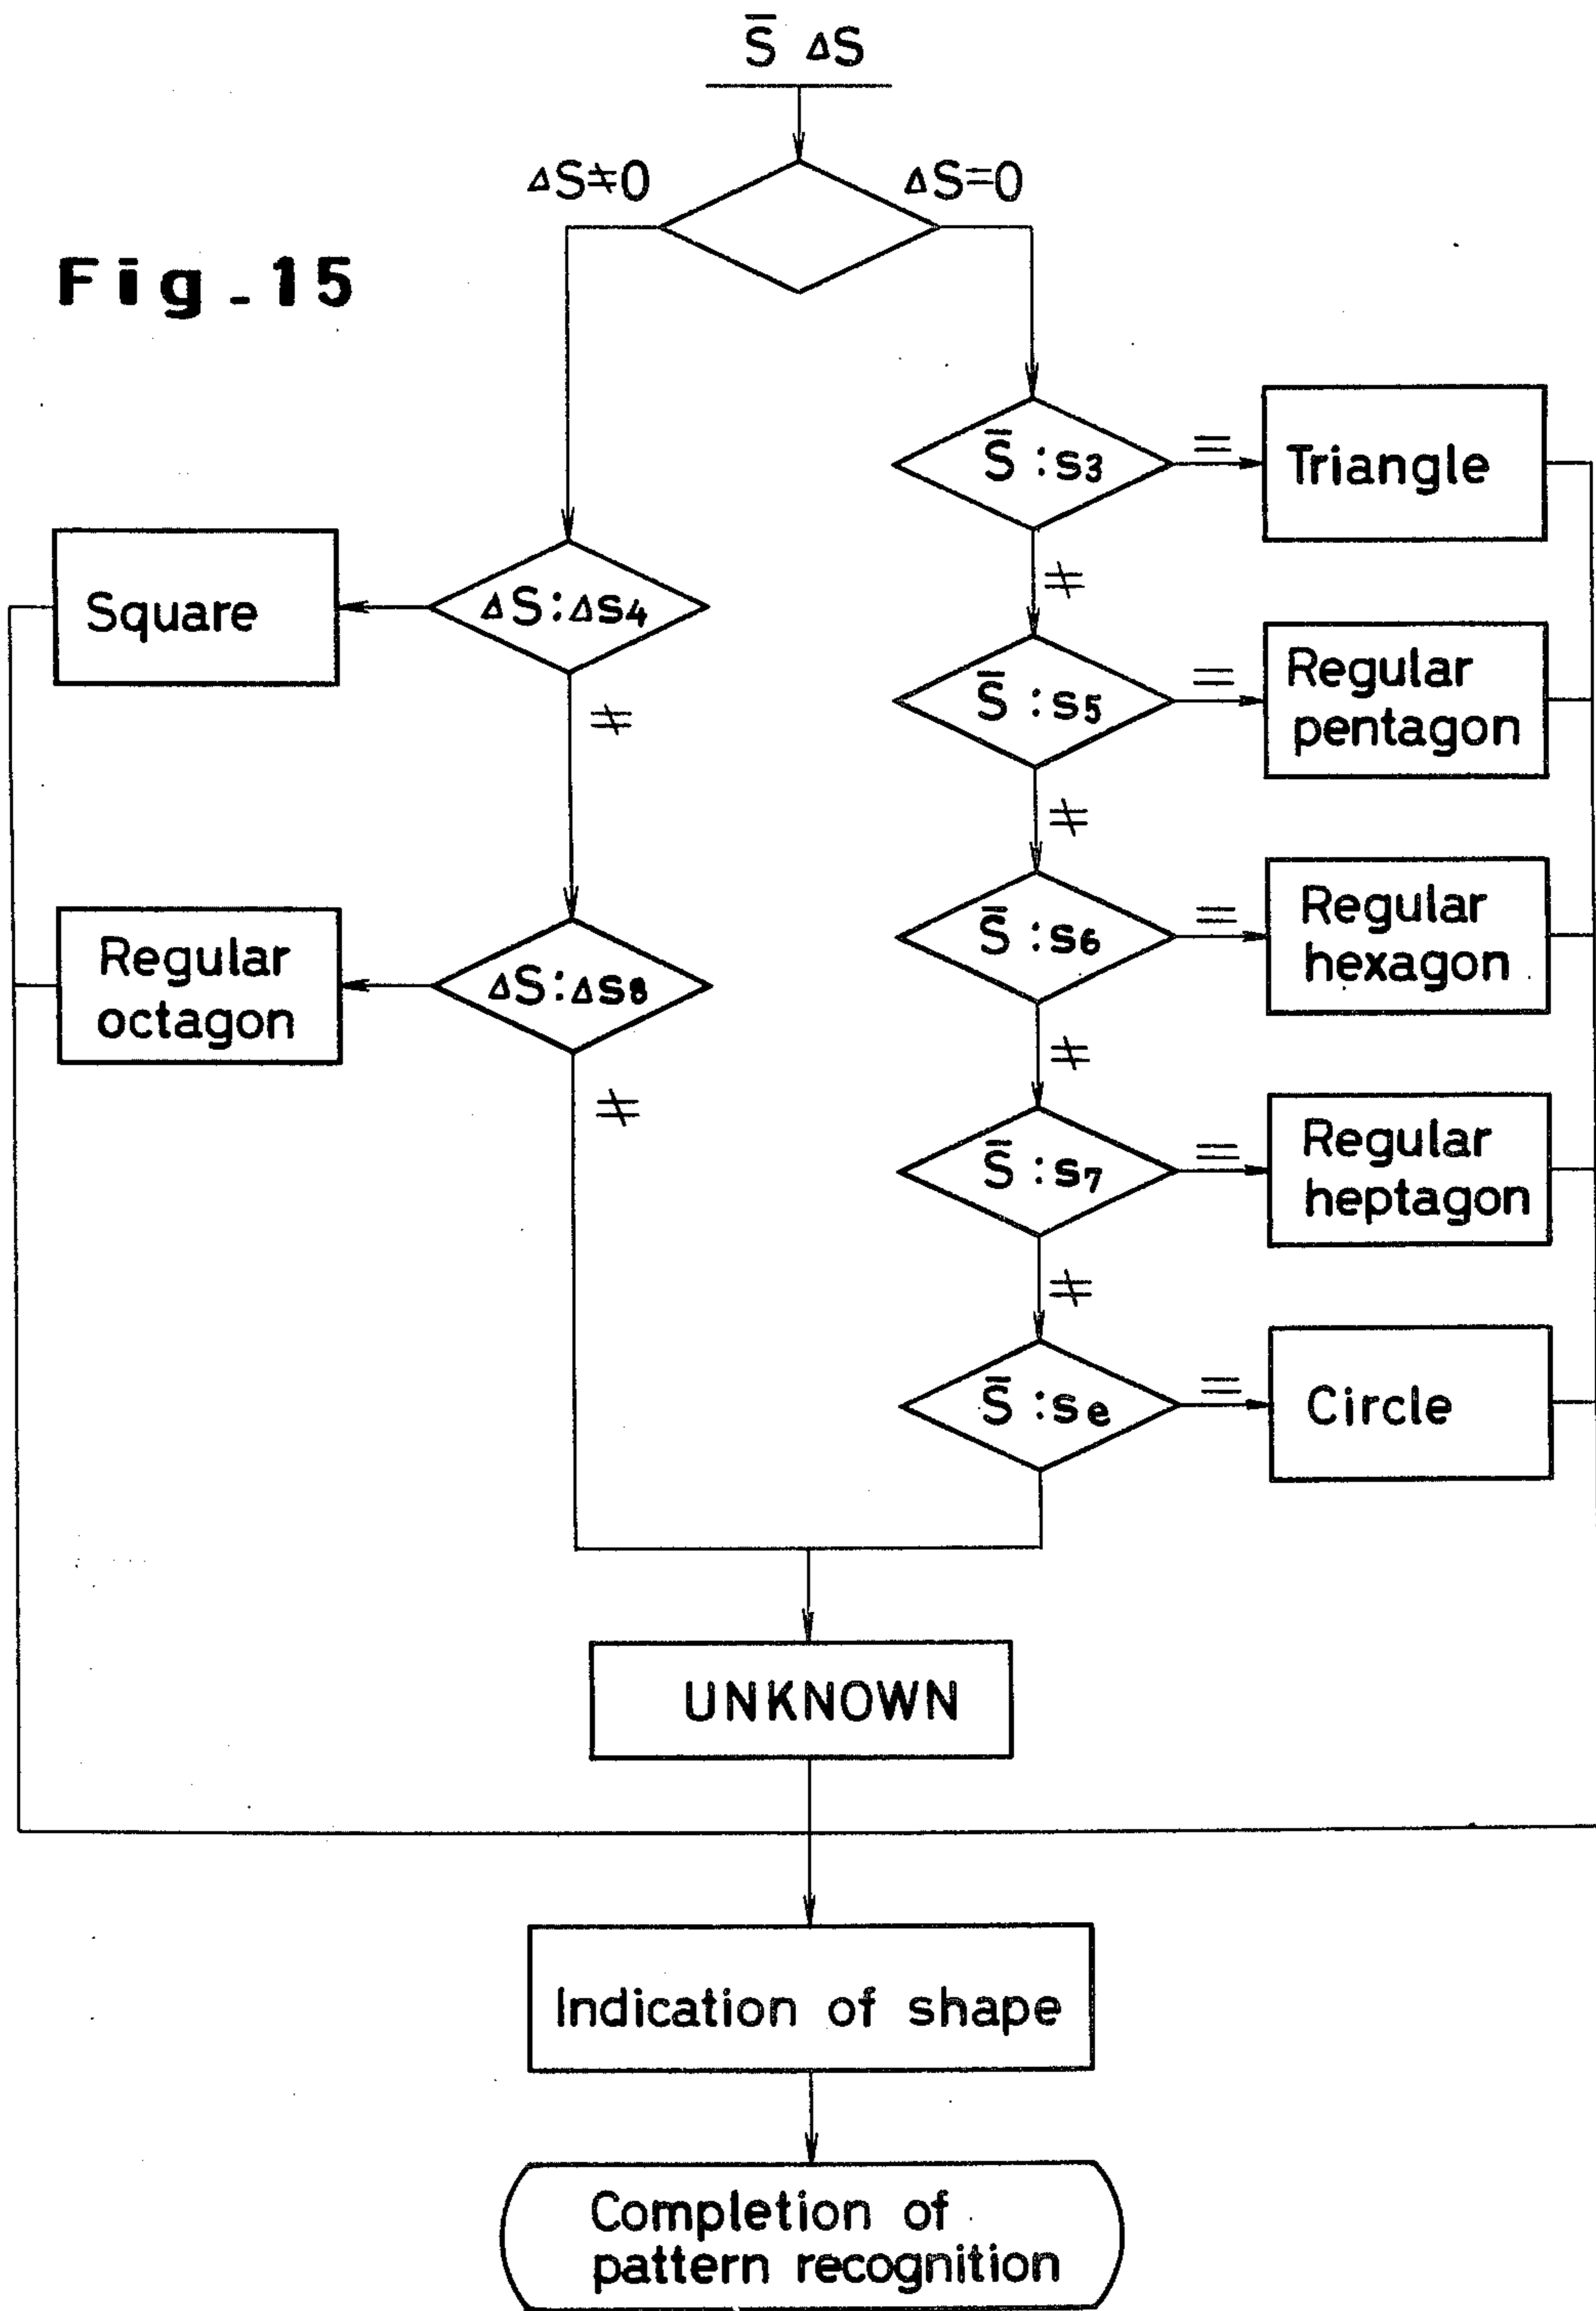 S̄ ΔS
ΔS≠0
ΔS=0
Fig-15
S̄ :s3
=
Triangle
≠
Square
ΔS:Δs4
≠
S̄ :s5
=
Regular
pentagon
≠
S̄ :s6
=
Regular
hexagon
≠
Regular
octagon
ΔS:Δs8
≠
S̄ :s7
=
Regular
heptagon
≠
S̄ :se
=
Circle
UNKNOWN
Indication of shape
Completion of
pattern recognition